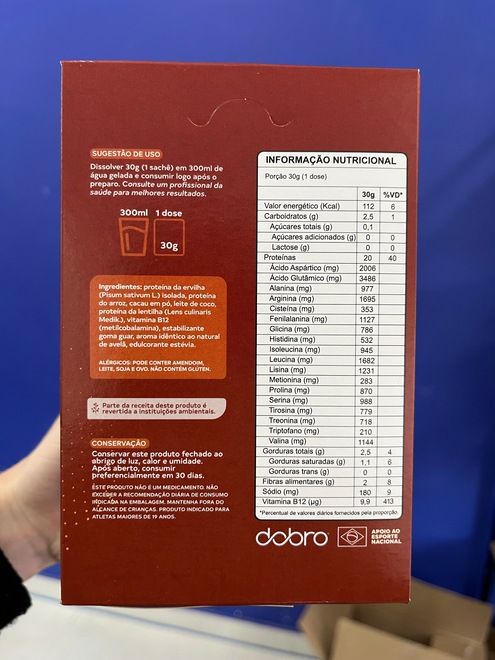 SUGESTÃO DE USO
Dissolver 30g (1 sachê) em 300ml de
água gelada e consumir logo após o
preparo. Consulte um profissional da
saúde para melhores resultados.
300ml 1 dose
30g
Ingredientes: proteína da ervilha
(Pisum sativum L.) isolada, proteína
do arroz, cacau em pó, leite de coco,
proteína da lentilha (Lens culinaris
Medik.), vitamina B12
(metilcobalamina), estabilizante
goma guar, aroma idêntico ao natural
de avelã, edulcorante estévia.
ALÉRGICOS: PODE CONTER AMENDOIM,
LEITE, SOJA E OVO. NÃO CONTÉM GLÚTEN.
Parte da receita deste produto é
revertida a instituições ambientais.
CONSERVAÇÃO
Conservar este produto fechado ao
abrigo de luz, calor e umidade.
Após aberto, consumir
preferencialmente em 30 dias.
ESTE PRODUTO NÃO É UM MEDICAMENTO. NÃO
EXCEDER A RECOMENDAÇÃO DIÁRIA DE CONSUMO
INDICADA NA EMBALAGEM. MANTENHA FORA DO
ALCANCE DE CRIANÇAS. PRODUTO INDICADO PARA
ATLETAS MAIORES DE 19 ANOS.
INFORMAÇÃO NUTRICIONAL
Porção 30g (1 dose)
30g %VD*
Valor energético (Kcal) 112 6
Carboidratos (g) 2,5 1
Açúcares totais (g) 0,1
Açúcares adicionados (g) 0 0
Lactose (g) 0 0
Proteínas 20 40
Ácido Aspártico (mg) 2006
Ácido Glutâmico (mg) 3486
Alanina (mg) 977
Arginina (mg) 1695
Cisteína (mg) 353
Fenilalanina (mg) 1127
Glicina (mg) 786
Histidina (mg) 532
Isoleucina (mg) 945
Leucina (mg) 1682
Lisina (mg) 1231
Metionina (mg) 283
Prolina (mg) 870
Serina (mg) 988
Tirosina (mg) 779
Treonina (mg) 718
Triptofano (mg) 210
Valina (mg) 1144
Gorduras totais (g) 2,5 4
Gorduras saturadas (g) 1,1 6
Gorduras trans (g) 0 0
Fibras alimentares (g) 2 8
Sódio (mg) 180 9
Vitamina B12 (µg) 9,9 413
*Percentual de valores diários fornecidos pela proporção.
dobro
APOIO AO
ESPORTE
NACIONAL